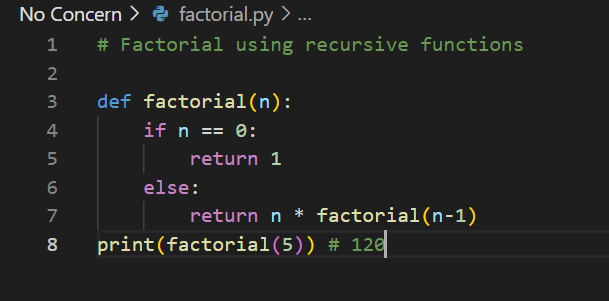 No Concern > factorial.py > ...
1 # Factorial using recursive functions
2
3 def factorial(n):
4     if n == 0:
5         return 1
6     else:
7         return n * factorial(n-1)
8 print(factorial(5)) # 120